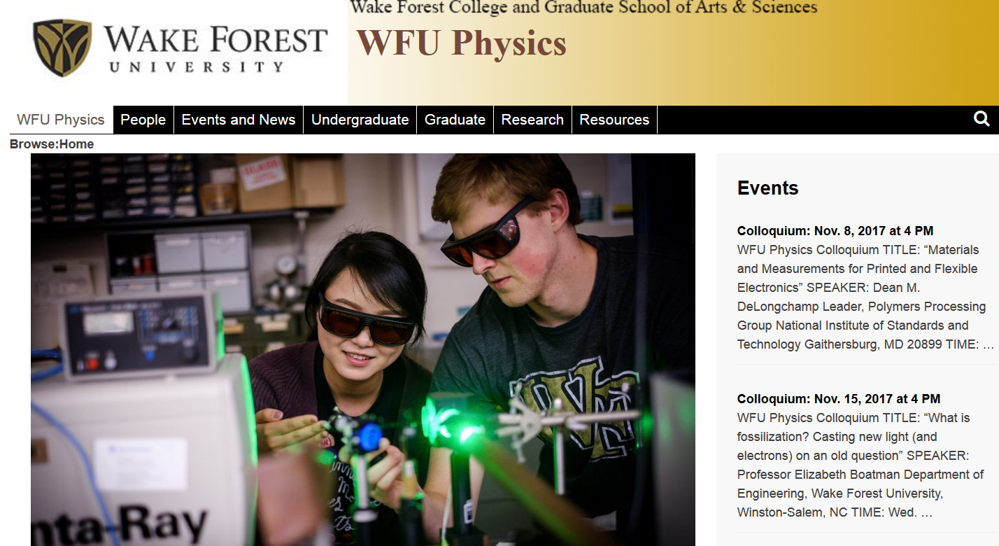 Wake Forest College and Graduate School of Arts & Sciences
WAKE FOREST
UNIVERSITY
WFU Physics
WFU Physics People Events and News Undergraduate Graduate Research Resources
Browse:Home
Events
Colloquium: Nov. 8, 2017 at 4 PM
WFU Physics Colloquium TITLE: “Materials
and Measurements for Printed and Flexible
Electronics” SPEAKER: Dean M.
DeLongchamp Leader, Polymers Processing
Group National Institute of Standards and
Technology Gaithersburg, MD 20899 TIME: …
Colloquium: Nov. 15, 2017 at 4 PM
WFU Physics Colloquium TITLE: “What is
fossilization? Casting new light (and
electrons) on an old question” SPEAKER:
Professor Elizabeth Boatman Department of
Engineering, Wake Forest University,
Winston-Salem, NC TIME: Wed. …
WF
nta-Ray